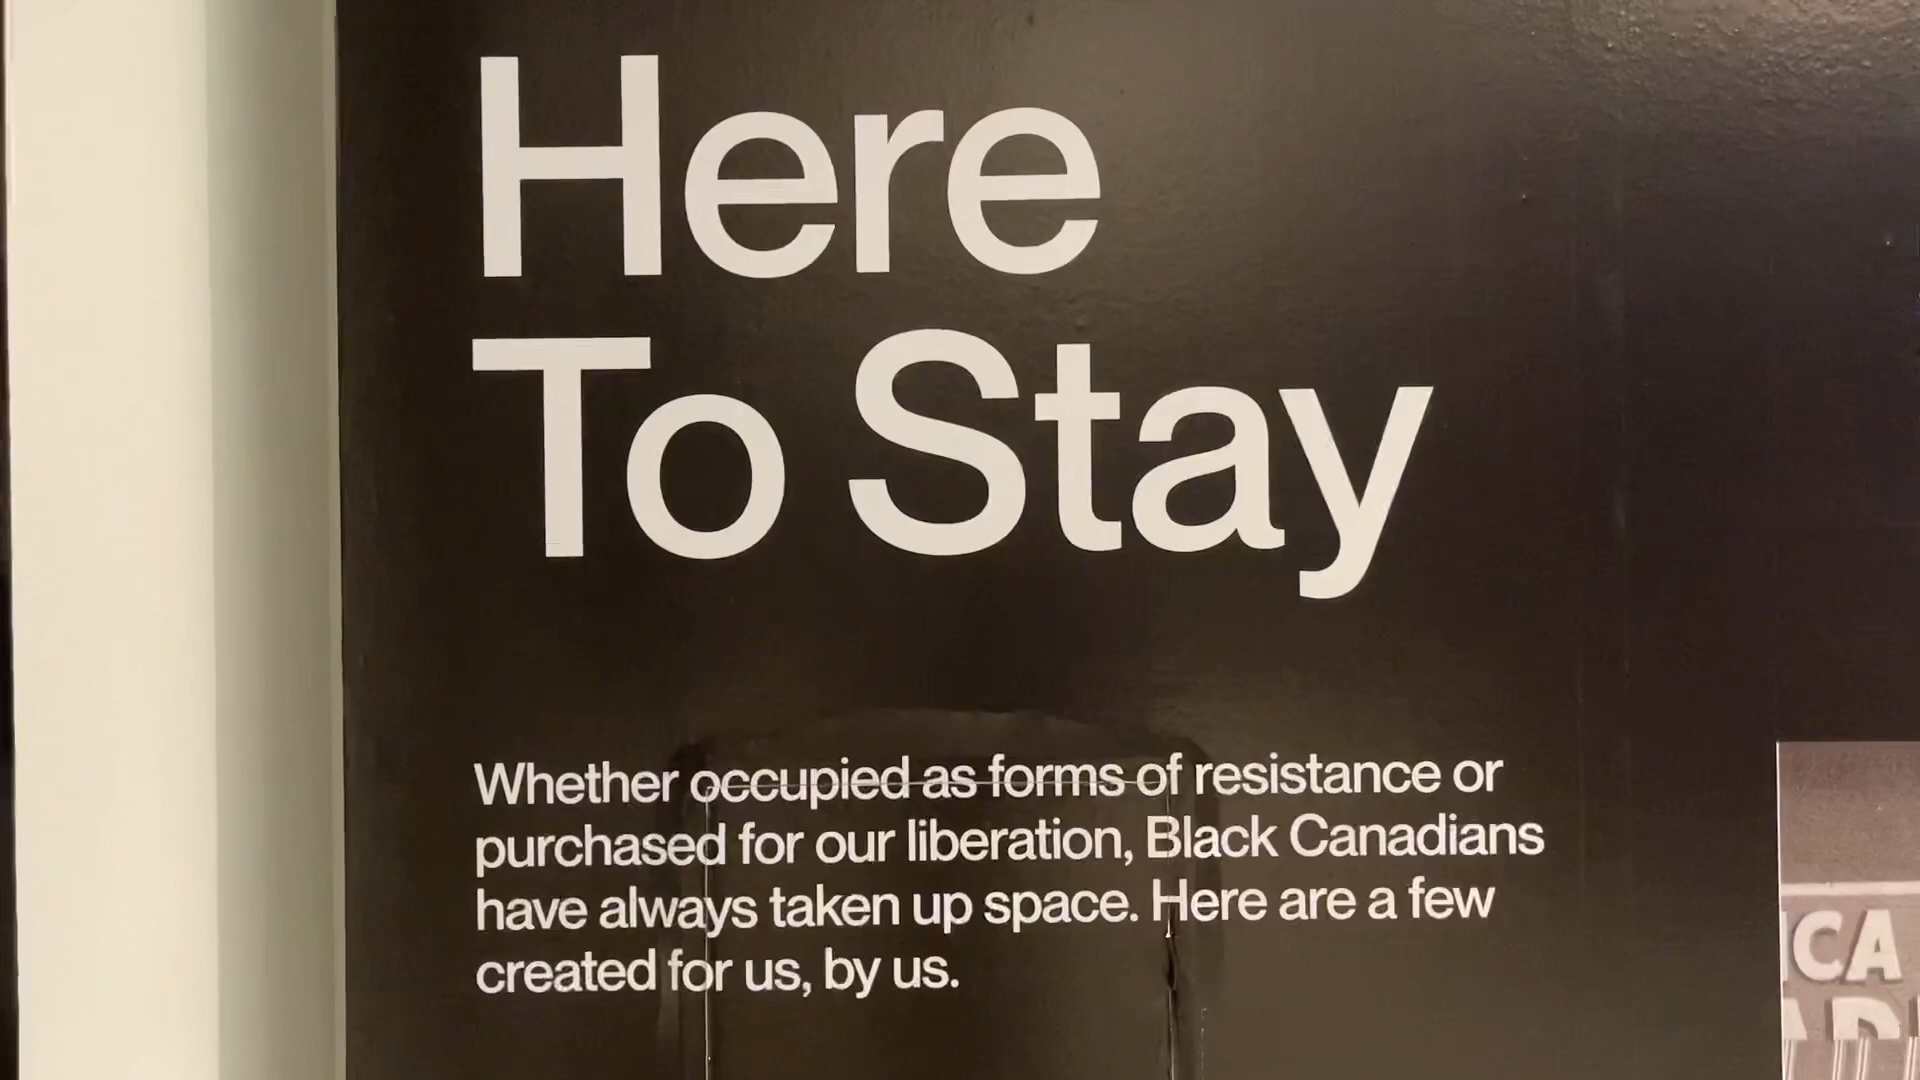 Here
To Stay
Whether occupied as forms of resistance or
purchased for our liberation, Black Canadians
have always taken up space. Here are a few
created for us, by us.